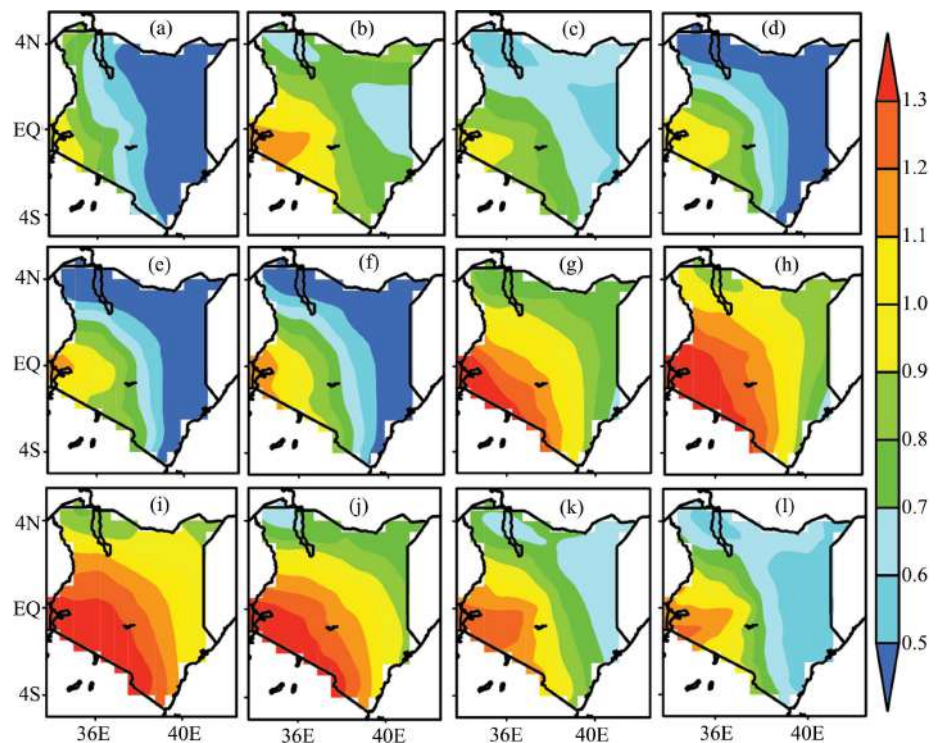 (a) (b) (c) (d)
4N
EQ
4S
(e) (f) (g) (h)
EQ
4S
(i) (j) (k) (l)
4N
EQ
4S
36E 40E 36E 40E 36E 40E 36E 40E
1.3
1.2
1.1
1.0
0.9
0.8
0.7
0.6
0.5